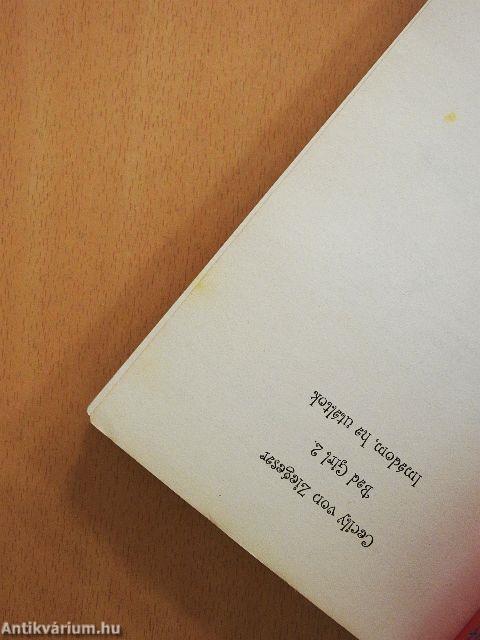 Cecily von Ziegesar
Bad Girl 2.
Imádom, ha utáltok
Antikvárium.hu